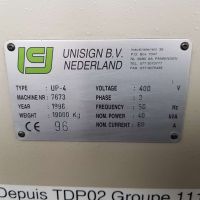 UNISIGN B.V.
NEDERLAND
TYPE : UP-4
MACHINE NR : 7673
YEAR : 1996
WEIGHT : 19000 Kg
CE 96
VOLTAGE : 400 V
PHASE : 3
FREQUENCY : 50 Hz
NOM. POWER : 40 kVA
NOM. CURRENT : 60 A
Depuis TDP02 Groupe 111